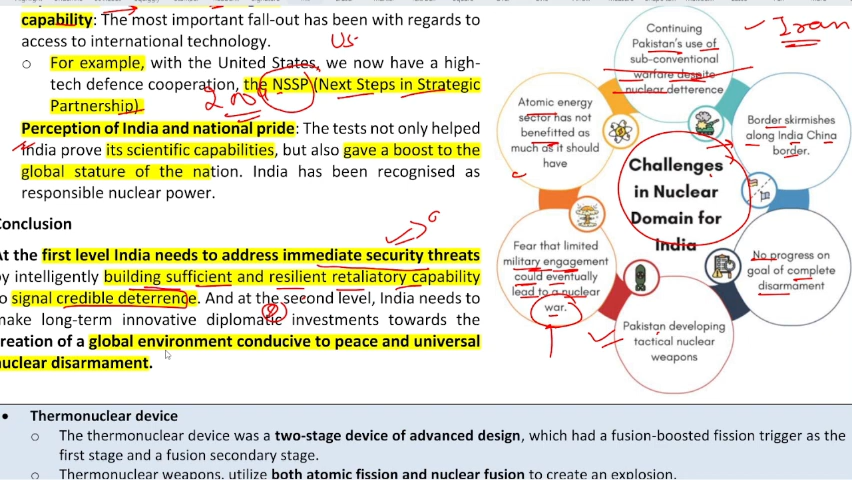 capability: The most important fall-out has been with regards to
access to international technology.
US
o For example, with the United States, we now have a high-
tech defence cooperation, the NSSP (Next Steps in Strategic
Partnership).
Perception of India and national pride: The tests not only helped
India prove its scientific capabilities, but also gave a boost to the
global stature of the nation. India has been recognised as
responsible nuclear power.
onclusion
At the first level India needs to address immediate security threats
by intelligently building sufficient and resilient retaliatory capability
o signal credible deterrence. And at the second level, India needs to
make long-term innovative diplomatic investments towards the
reation of a global environment conducive to peace and universal
nuclear disarmament.
Iran
Continuing
Pakistan's use of
sub-conventional
warfare despite
nuclear detterence
Atomic energy
sector has not
benefitted as
much as it should
have
Border skirmishes
along India China
border.
Challenges
in Nuclear
Domain for
India
Fear that limited
military engagement
could eventually
lead to a nuclear
war.
No progress on
goal of complete
disarmament
Pakistan developing
tactical nuclear
weapons
• Thermonuclear device
o The thermonuclear device was a two-stage device of advanced design, which had a fusion-boosted fission trigger as the
first stage and a fusion secondary stage.
o Thermonuclear weapons, utilize both atomic fission and nuclear fusion to create an explosion.